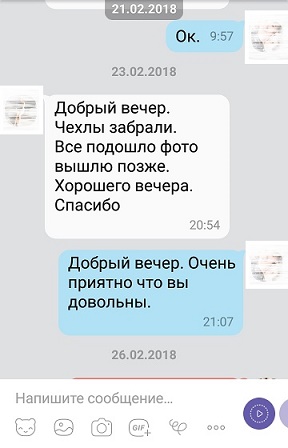 21.02.2018
Ок. 9:57
23.02.2018
Добрый вечер.
Чехлы забрали.
Все подошло фото
вышлю позже.
Хорошего вечера.
Спасибо
20:54
Добрый вечер. Очень
приятно что вы
довольны.
21:07
26.02.2018
Напишите сообщение...
GIF